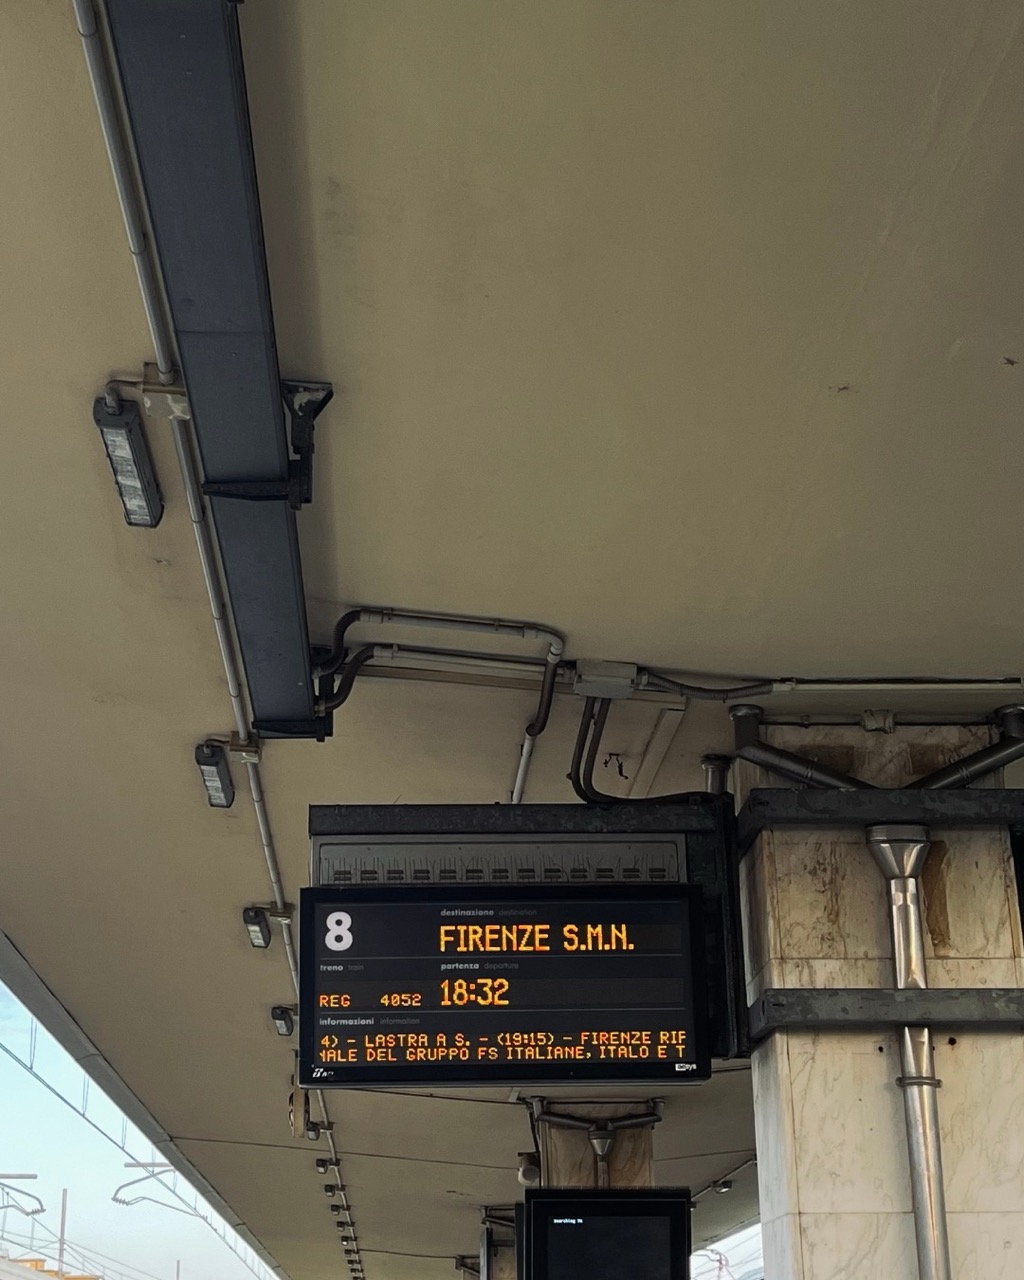 8
destinazione destination
FIRENZE S.M.N.
treno train
partenza departure
REG 4052
18:32
informazioni information
4) - LASTRA A S. - (19:15) - FIRENZE RIF
NALE DEL GRUPPO FS ITALIANE, ITALO E T